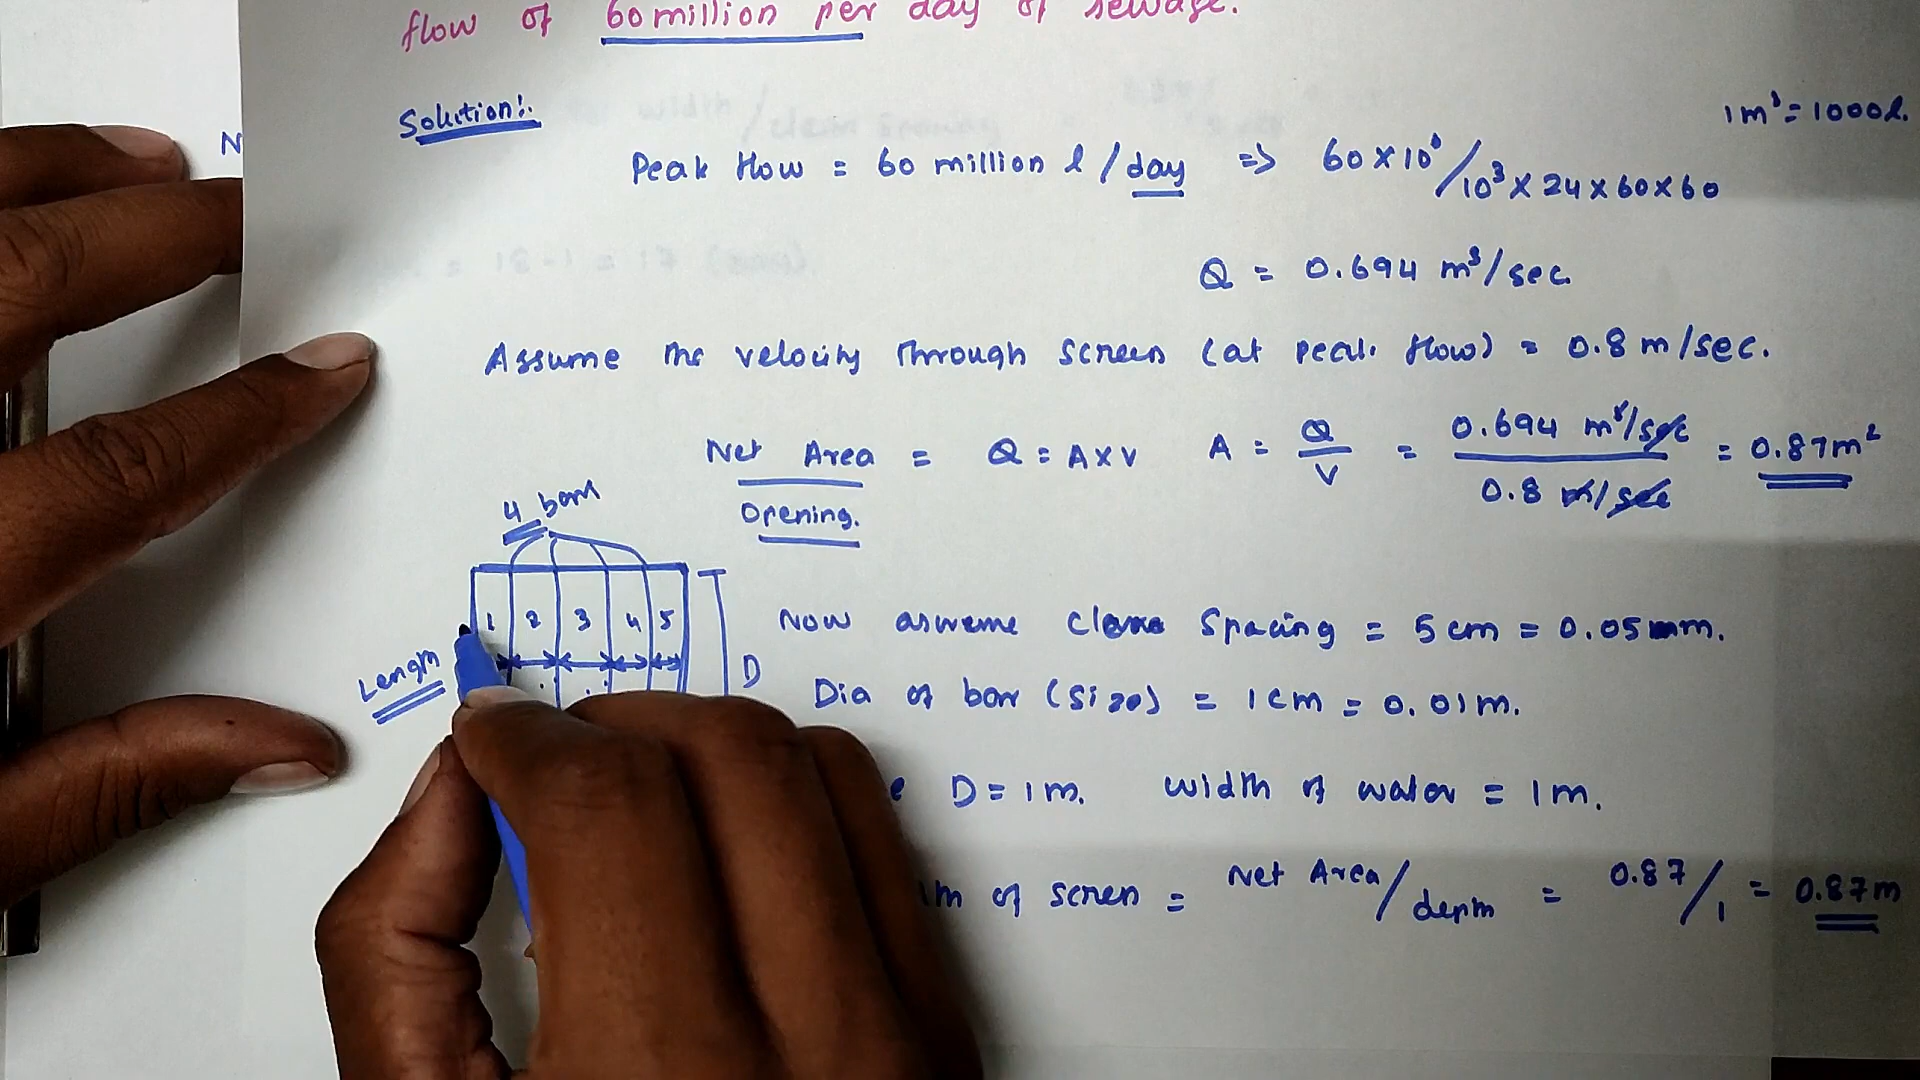 flow of 60 million per day of sewage.
Solution:.
1m³ = 1000l.
N
Peak flow = 60 million l / day => 60 x 10⁶ / 10³ x 24 x 60 x 60
Q = 0.694 m³/sec.
Assume the velocity through screen (at peak flow) = 0.8 m/sec.
Net Area = Q = A x V A = Q/V = 0.694 m³/sec / 0.8 m/sec = 0.87m²
Opening.
4 bars
1 2 3 4 5
Length
D
Now assume clear spacing = 5 cm = 0.05 m.
Dia of bar (size) = 1 cm = 0.01 m.
D = 1m. width of water = 1m.
of screen = Net Area / depth = 0.87 / 1 = 0.87m